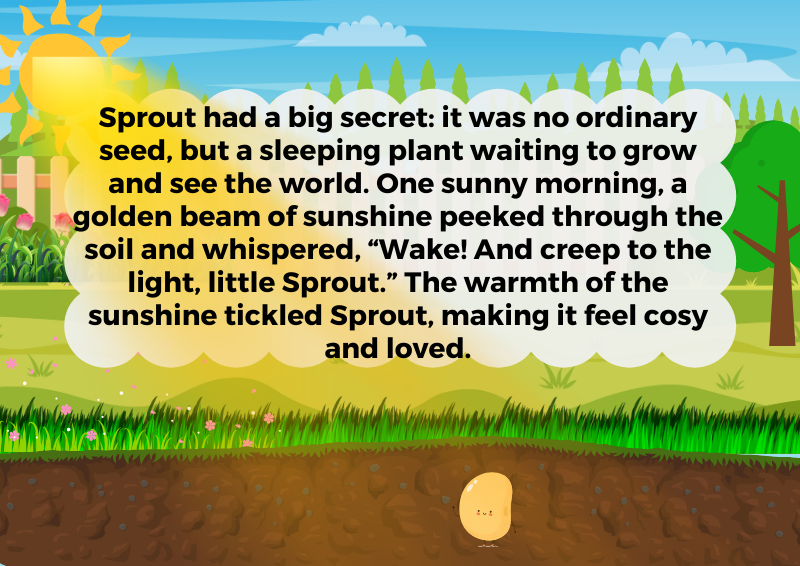 Sprout had a big secret: it was no ordinary
seed, but a sleeping plant waiting to grow
and see the world. One sunny morning, a
golden beam of sunshine peeked through the
soil and whispered, “Wake! And creep to the
light, little Sprout.” The warmth of the
sunshine tickled Sprout, making it feel cosy
and loved.